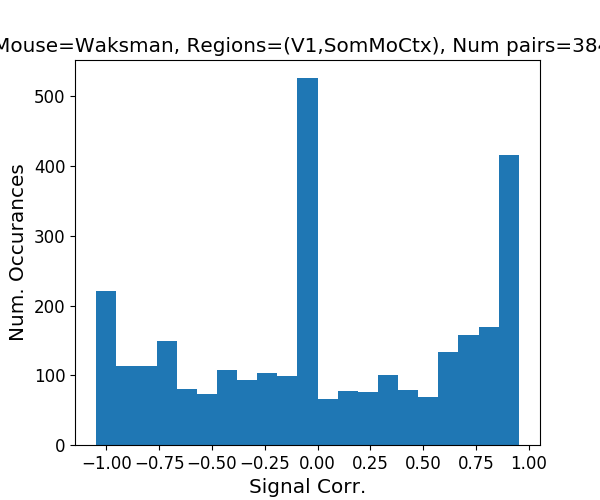 Mouse=Waksman, Regions=(V1,SomMoCtx), Num pairs=384
500
400
300
200
100
0
Num. Occurances
−1.00 −0.75 −0.50 −0.25 0.00 0.25 0.50 0.75 1.00
Signal Corr.